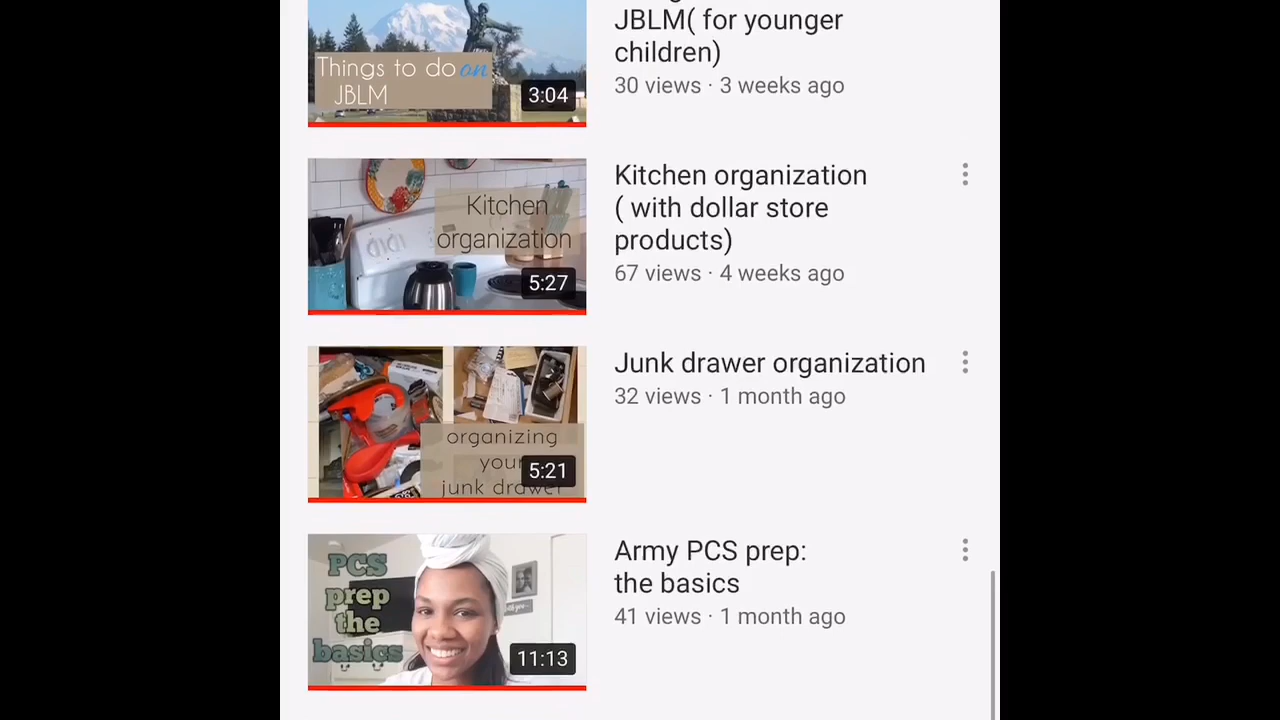 JBLM( for younger
children)
30 views · 3 weeks ago
Things to do on
JBLM
3:04
Kitchen organization
( with dollar store
products)
67 views · 4 weeks ago
Kitchen
organization
5:27
Junk drawer organization
32 views · 1 month ago
organizing
your
junk drawer
5:21
Army PCS prep:
the basics
41 views · 1 month ago
PCS
prep
the
basics
11:13